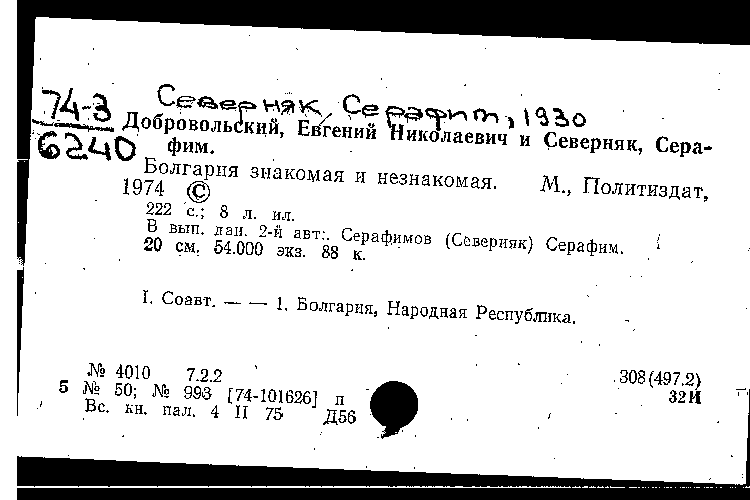 74-3
6240
Северняк, Серафим, 1930
Добровольский, Евгений Николаевич и Северняк, Сера-
фим.
Болгария знакомая и незнакомая. М., Политиздат,
1974 ©
222 с.; 8 л. ил.
В вып. дан. 2-й авт.: Серафимов (Северняк) Серафим.
20 см. 54.000 экз. 88 к.
I. Соавт. — — 1. Болгария, Народная Республика.
№ 4010 7.2.2 308(497.2)
5 № 50; № 993 [74-101626] п 32И
Вс. кн. пал. 4 II 75 Д56